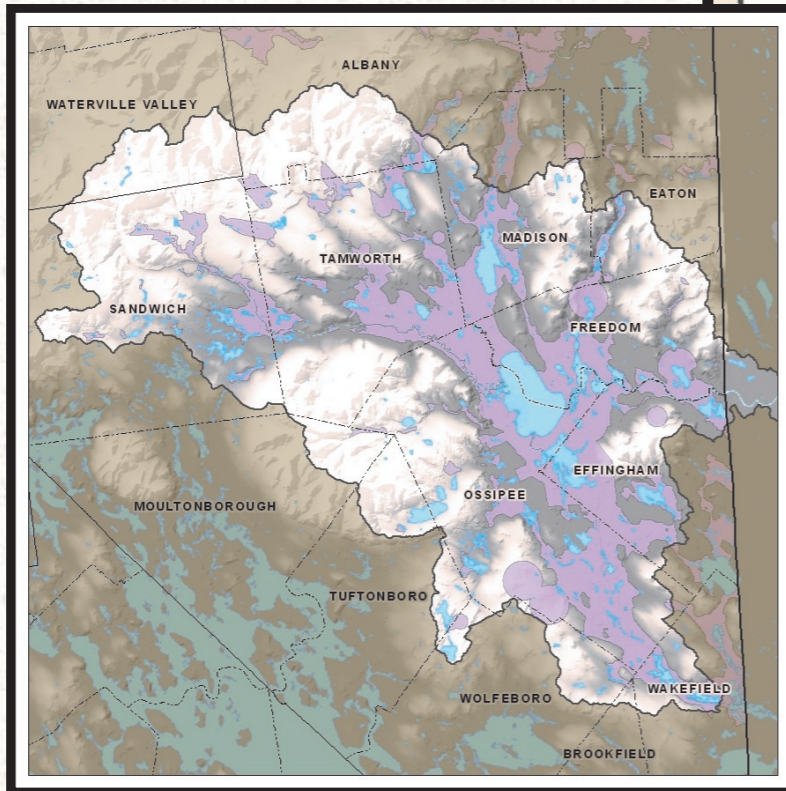 ALBANY
WATERVILLE VALLEY
EATON
MADISON
TAMWORTH
SANDWICH
FREEDOM
EFFINGHAM
OSSIPEE
MOULTONBOROUGH
TUFTONBORO
WAKEFIELD
WOLFEBORO
BROOKFIELD